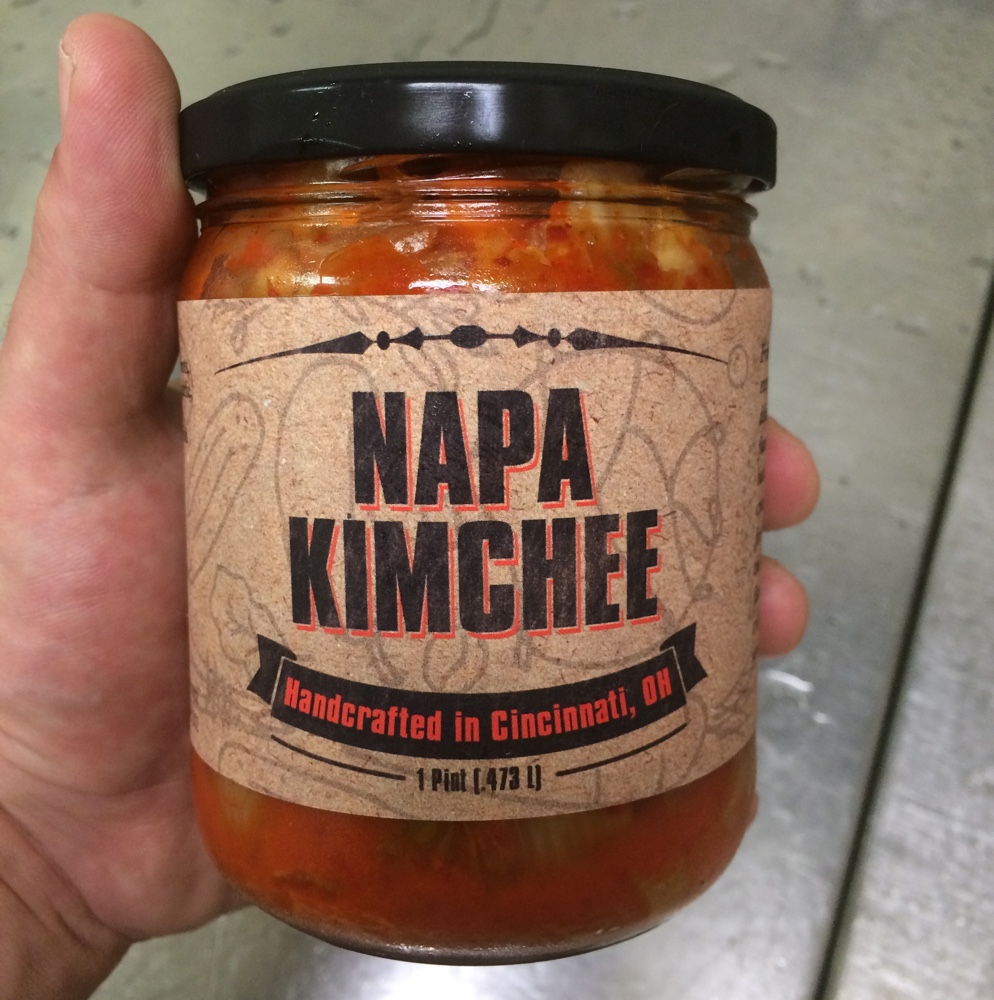 NAPA
KIMCHEE
Handcrafted in Cincinnati, OH
1 Pint (.473 L)